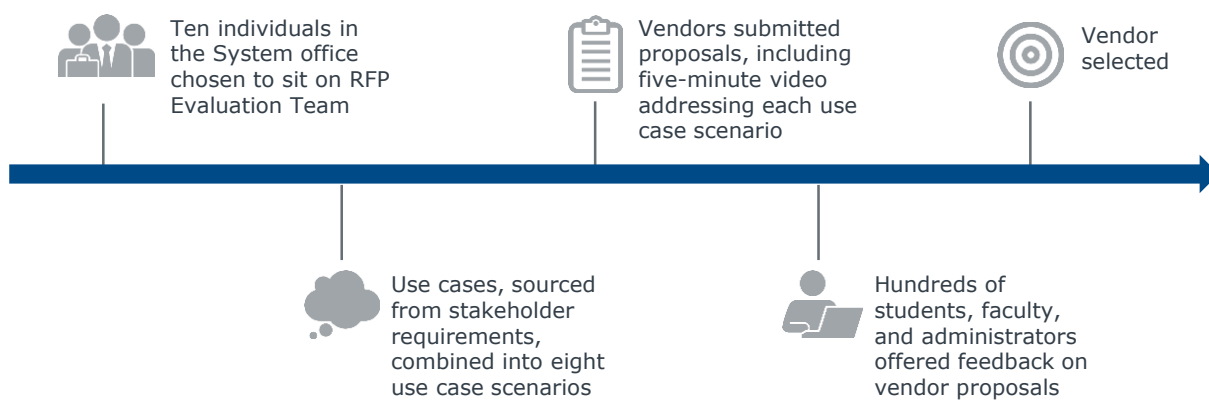 Ten individuals in
the System office
chosen to sit on RFP
Evaluation Team
Use cases, sourced
from stakeholder
requirements,
combined into eight
use case scenarios
Vendors submitted
proposals, including
five-minute video
addressing each use
case scenario
Hundreds of
students, faculty,
and administrators
offered feedback on
vendor proposals
Vendor
selected